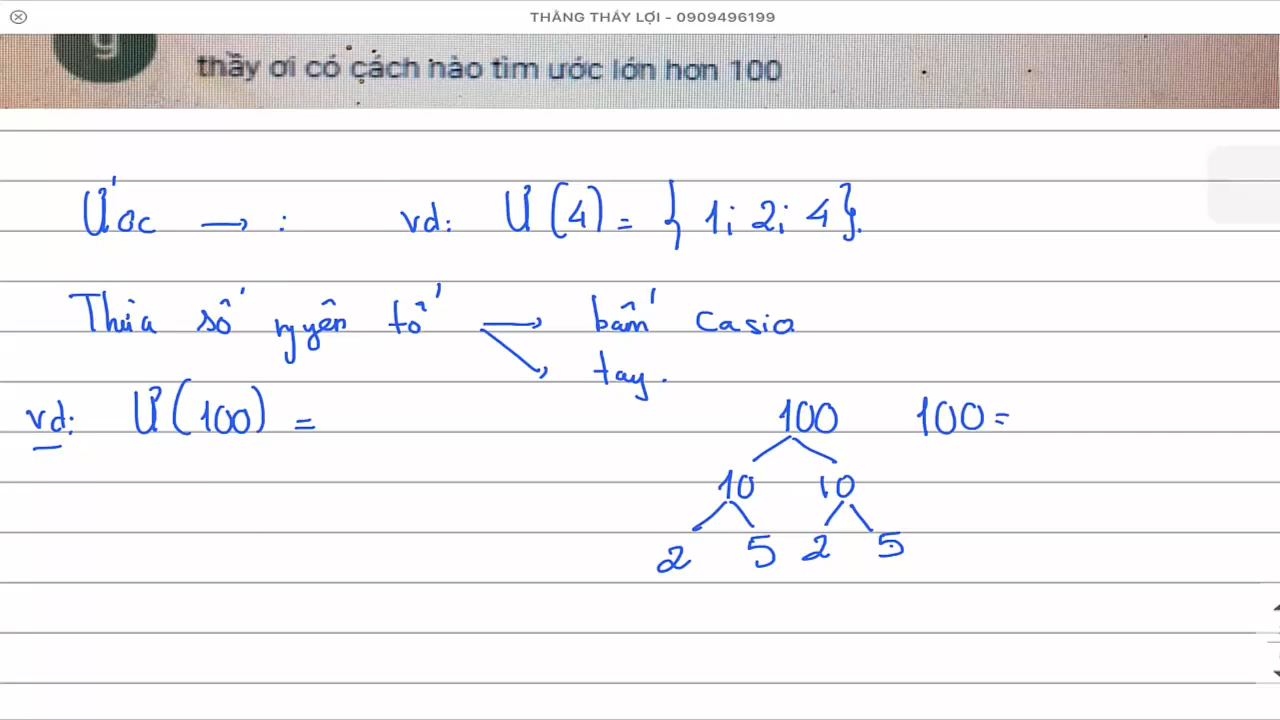 THẮNG THẦY LỢI - 0909496199
g
thầy ơi có cách nào tìm ước lớn hơn 100
Ước → : vd: Ư(4) = { 1; 2; 4}.
Thừa số nguyên tố → bấm Casio
tay.
vd: Ư(100) = 100 100 =
10 10
2 5 2 5